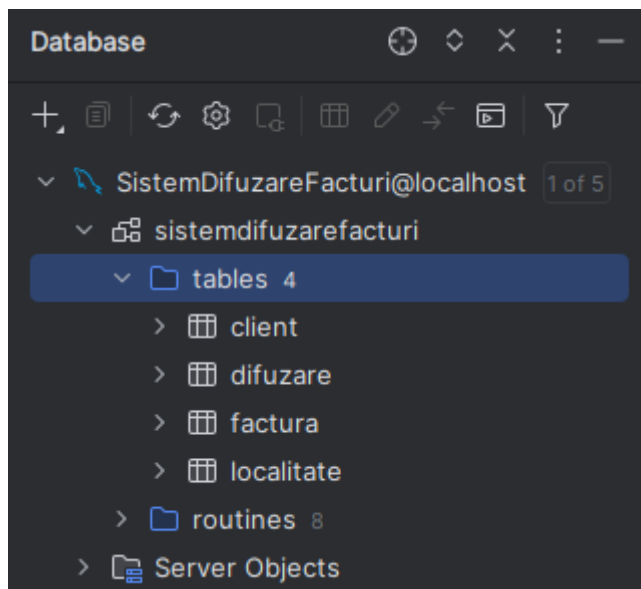 Database
SistemDifuzareFacturi@localhost 1 of 5
sistemdifuzarefacturi
tables 4
client
difuzare
factura
localitate
routines 8
Server Objects